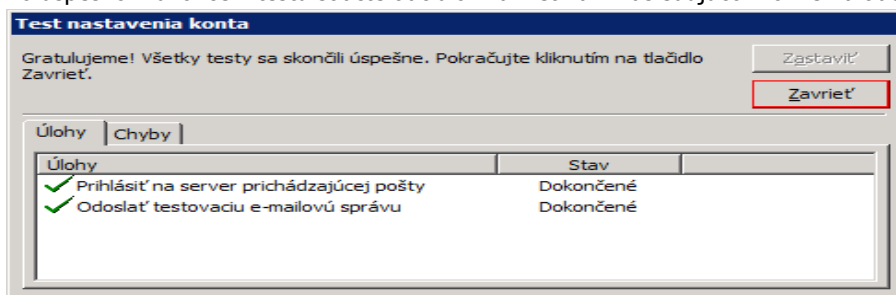 Test nastavenia konta
Gratulujeme! Všetky testy sa skončili úspešne. Pokračujte kliknutím na tlačidlo
Zavrieť.
Zastaviť
Zavrieť
Úlohy
Chyby
Úlohy
Stav
Prihlásiť na server prichádzajúcej pošty
Dokončené
Odoslať testovaciu e-mailovú správu
Dokončené